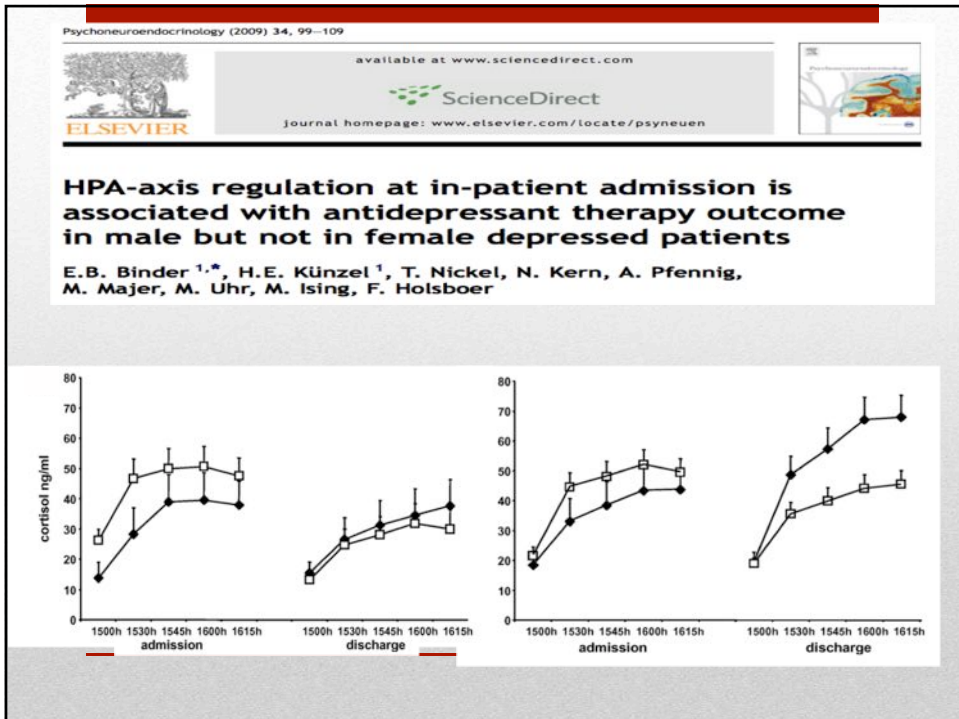 Psychoneuroendocrinology (2009) 34, 99–109
available at www.sciencedirect.com
ScienceDirect
journal homepage: www.elsevier.com/locate/psyneuen
ELSEVIER
Psychoneuroendocrinology
HPA-axis regulation at in-patient admission is
associated with antidepressant therapy outcome
in male but not in female depressed patients
E.B. Binder 1,*, H.E. Künzel 1, T. Nickel, N. Kern, A. Pfennig,
M. Majer, M. Uhr, M. Ising, F. Holsboer
cortisol ng/ml
80
70
60
50
40
30
20
10
0
1500h 1530h 1545h 1600h 1615h
admission
1500h 1530h 1545h 1600h 1615h
discharge
80
70
60
50
40
30
20
10
0
1500h 1530h 1545h 1600h 1615h
admission
1500h 1530h 1545h 1600h 1615h
discharge